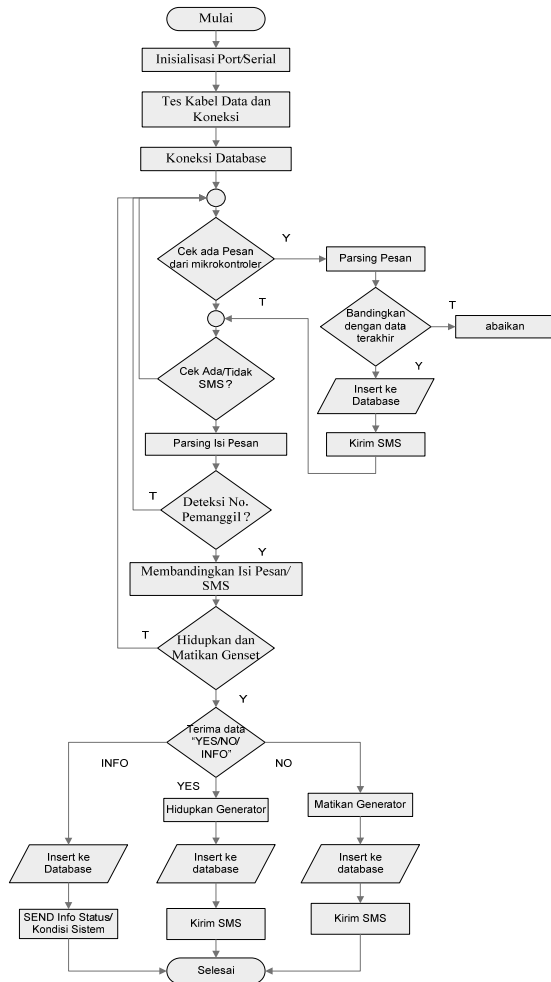 Mulai
Inisialisasi Port/Serial
Tes Kabel Data dan
Koneksi
Koneksi Database
Cek ada Pesan
dari mikrokontroler
Y
Parsing Pesan
T
Bandingkan
dengan data
terakhir
T
abaikan
Y
Cek Ada/Tidak
SMS ?
Insert ke
Database
Parsing Isi Pesan
Kirim SMS
T
Deteksi No.
Pemanggil ?
Y
Membandingkan Isi Pesan/
SMS
T
Hidupkan dan
Matikan Genset
Y
Terima data
“YES/NO/
INFO”
INFO
YES
NO
Hidupkan Generator
Matikan Generator
Insert ke
Database
Insert ke
database
Insert ke
database
SEND Info Status/
Kondisi Sistem
Kirim SMS
Kirim SMS
Selesai